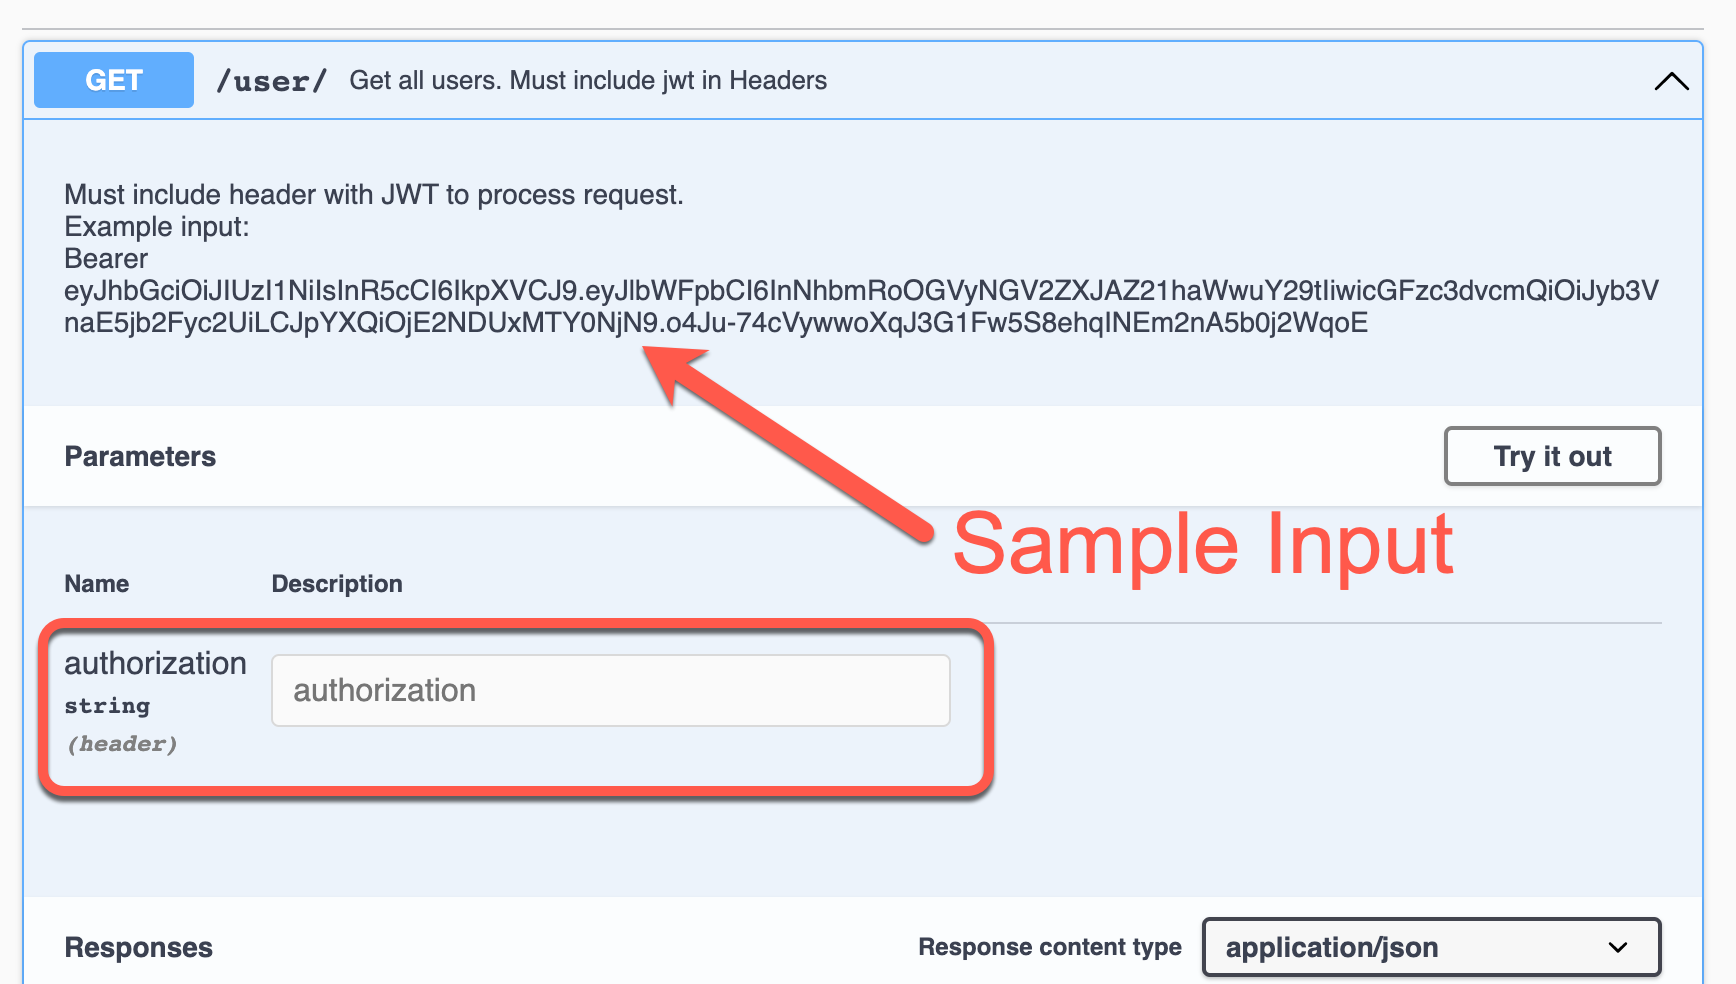 GET /user/ Get all users. Must include jwt in Headers
Must include header with JWT to process request.
Example input:
Bearer
eyJhbGciOiJIUzI1NiIsInR5cCI6IkpXVCJ9.eyJlbWFpbCI6InNhbmRoOGVyNGV2ZXJAZ21haWwuY29tIiwicGFzc3dvcmQiOiJyb3V
naE5jb2Fyc2UiLCJpYXQiOjE2NDUxMTY0NjN9.o4Ju-74cVywwoXqJ3G1Fw5S8ehqINEm2nA5b0j2WqoE
Parameters
Try it out
Sample Input
Name Description
authorization
string
(header)
authorization
Responses
Response content type
application/json